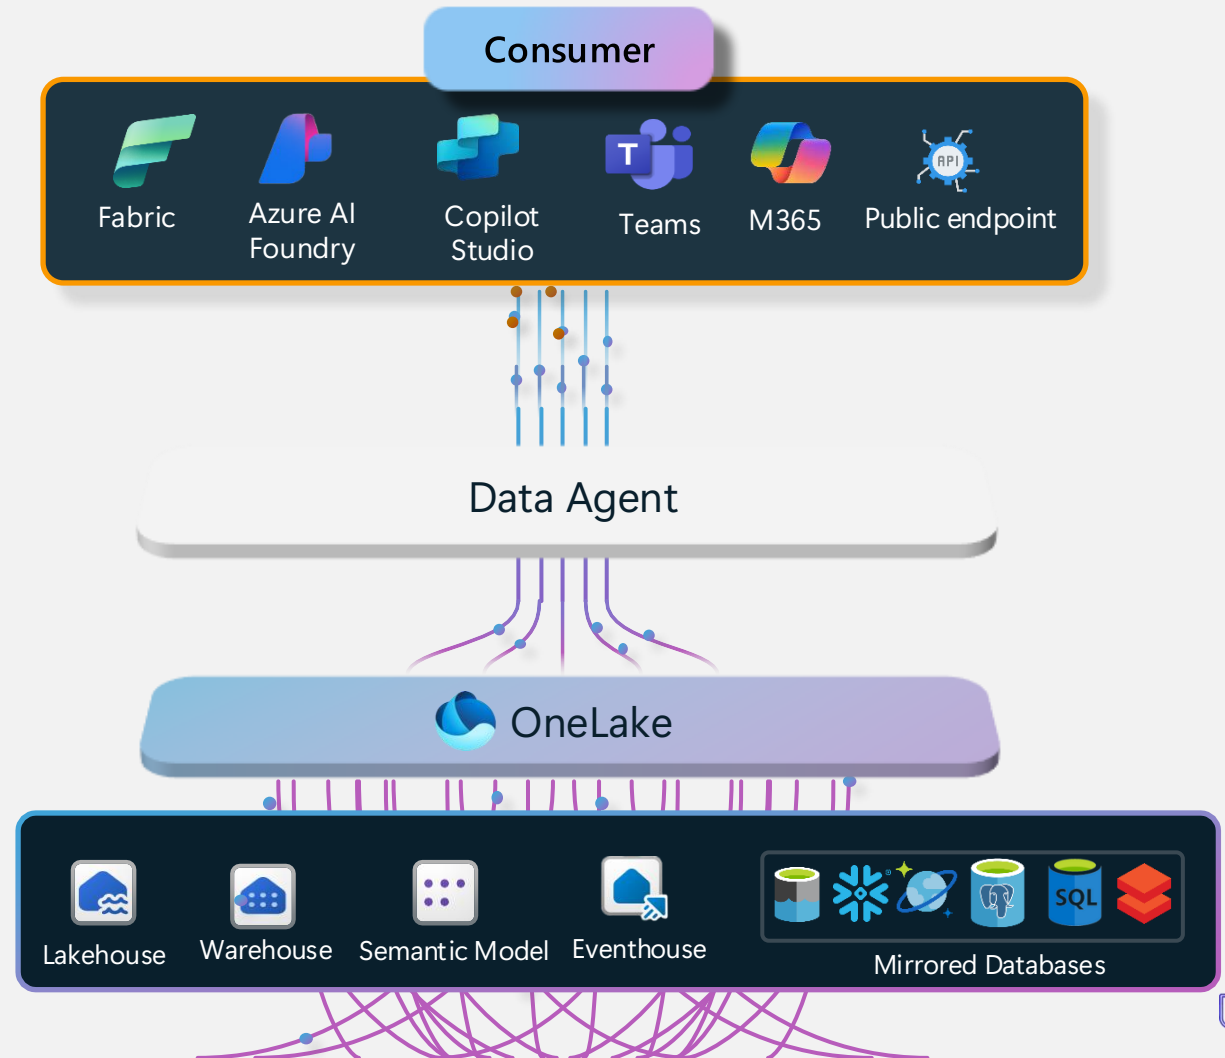 Consumer
Fabric
Azure AI
Foundry
Copilot
Studio
T
Teams
M365
API
Public endpoint
Data Agent
OneLake
Lakehouse
Warehouse
Semantic Model
Eventhouse
SQL
Mirrored Databases